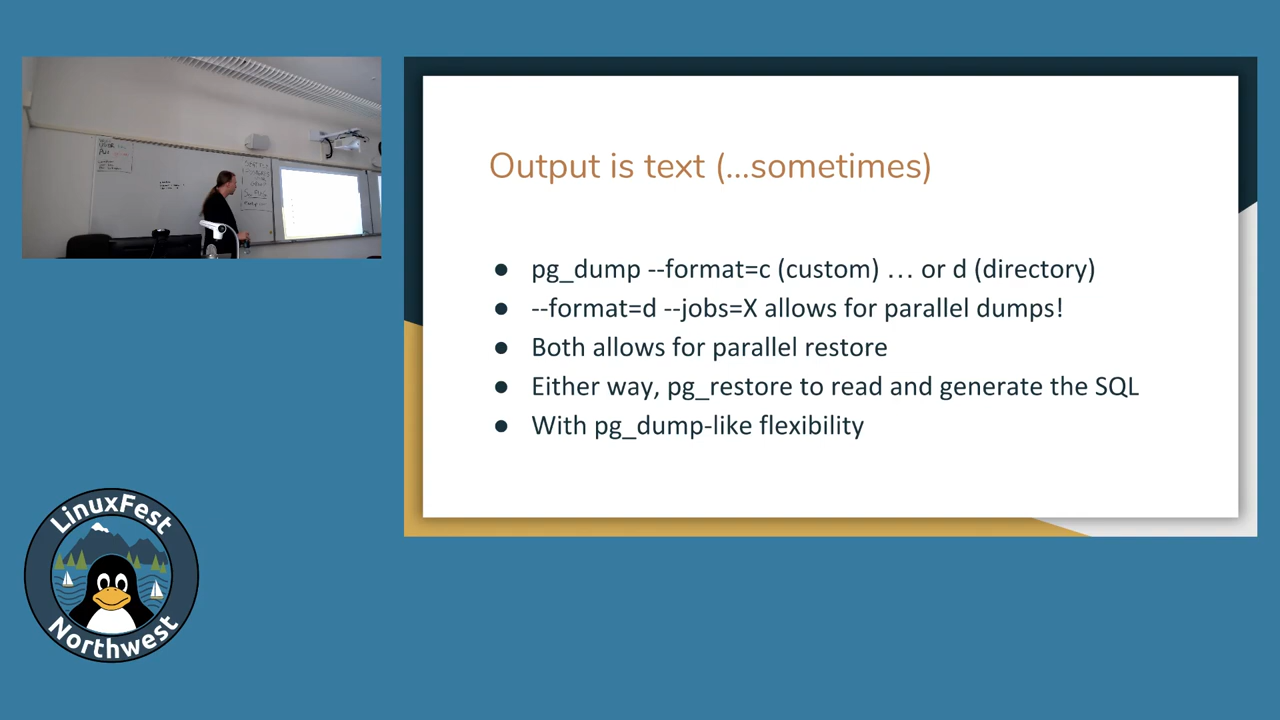 Output is text (...sometimes)
● pg_dump --format=c (custom) … or d (directory)
● --format=d --jobs=X allows for parallel dumps!
● Both allows for parallel restore
● Either way, pg_restore to read and generate the SQL
● With pg_dump-like flexibility
LinuxFest
Northwest